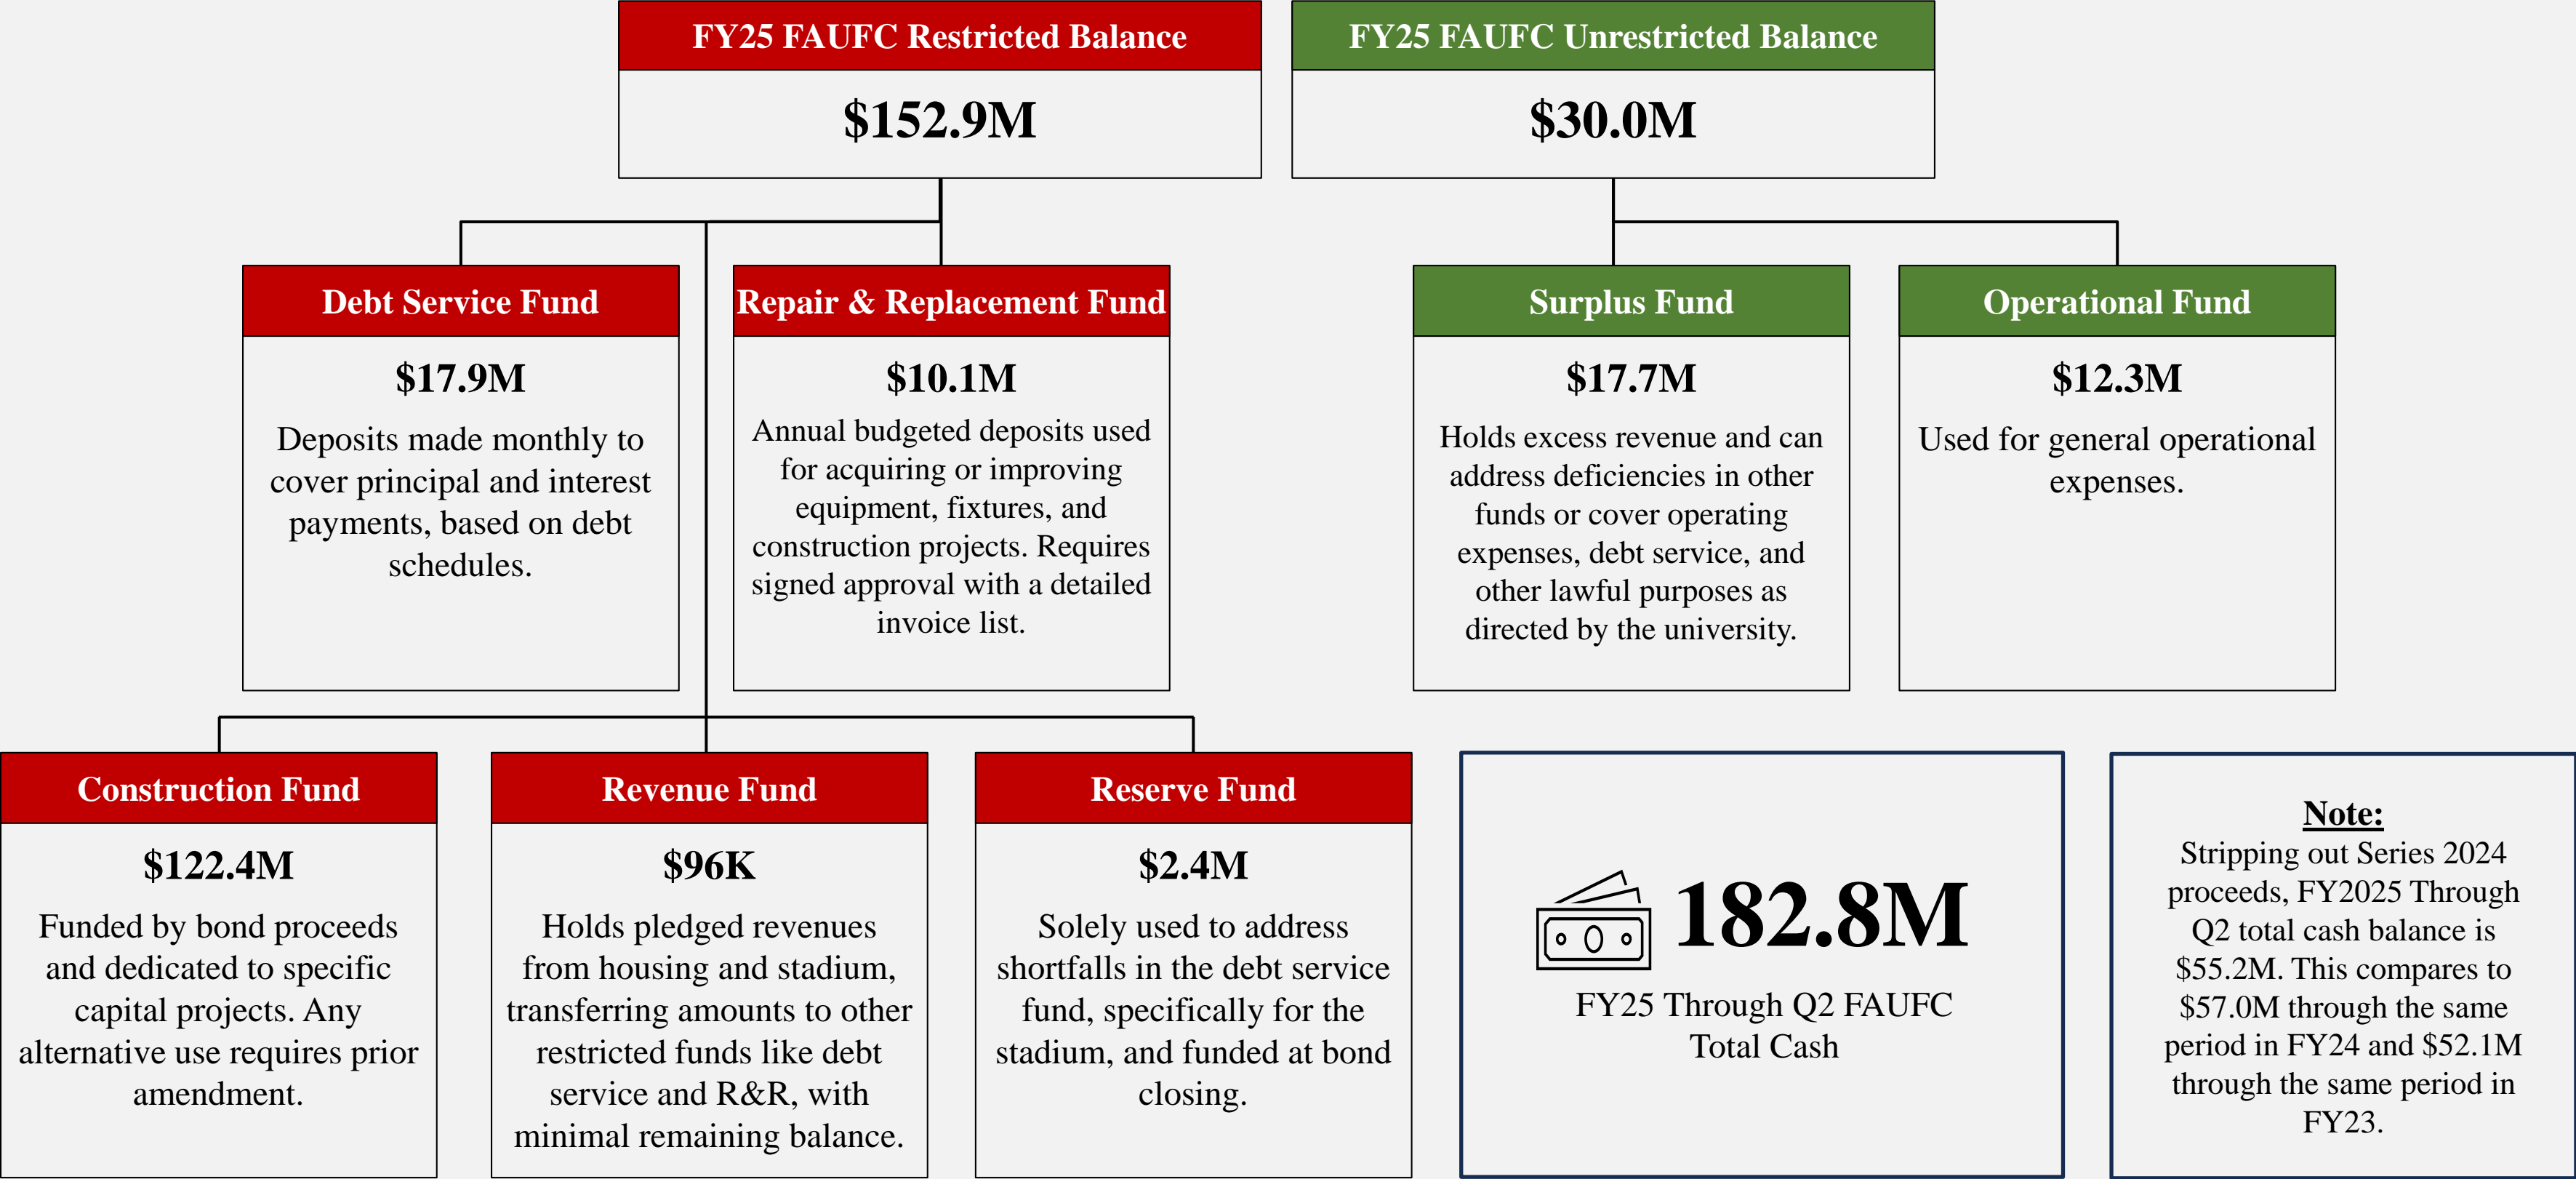 FY25 FAUFC Restricted Balance
$152.9M
FY25 FAUFC Unrestricted Balance
$30.0M
Debt Service Fund
$17.9M
Deposits made monthly to
cover principal and interest
payments, based on debt
schedules.
Repair & Replacement Fund
$10.1M
Annual budgeted deposits used
for acquiring or improving
equipment, fixtures, and
construction projects. Requires
signed approval with a detailed
invoice list.
Surplus Fund
$17.7M
Holds excess revenue and can
address deficiencies in other
funds or cover operating
expenses, debt service, and
other lawful purposes as
directed by the university.
Operational Fund
$12.3M
Used for general operational
expenses.
Construction Fund
$122.4M
Funded by bond proceeds
and dedicated to specific
capital projects. Any
alternative use requires prior
amendment.
Revenue Fund
$96K
Holds pledged revenues
from housing and stadium,
transferring amounts to other
restricted funds like debt
service and R&R, with
minimal remaining balance.
Reserve Fund
$2.4M
Solely used to address
shortfalls in the debt service
fund, specifically for the
stadium, and funded at bond
closing.
182.8M
FY25 Through Q2 FAUFC
Total Cash
Note:
Stripping out Series 2024
proceeds, FY2025 Through
Q2 total cash balance is
$55.2M. This compares to
$57.0M through the same
period in FY24 and $52.1M
through the same period in
FY23.